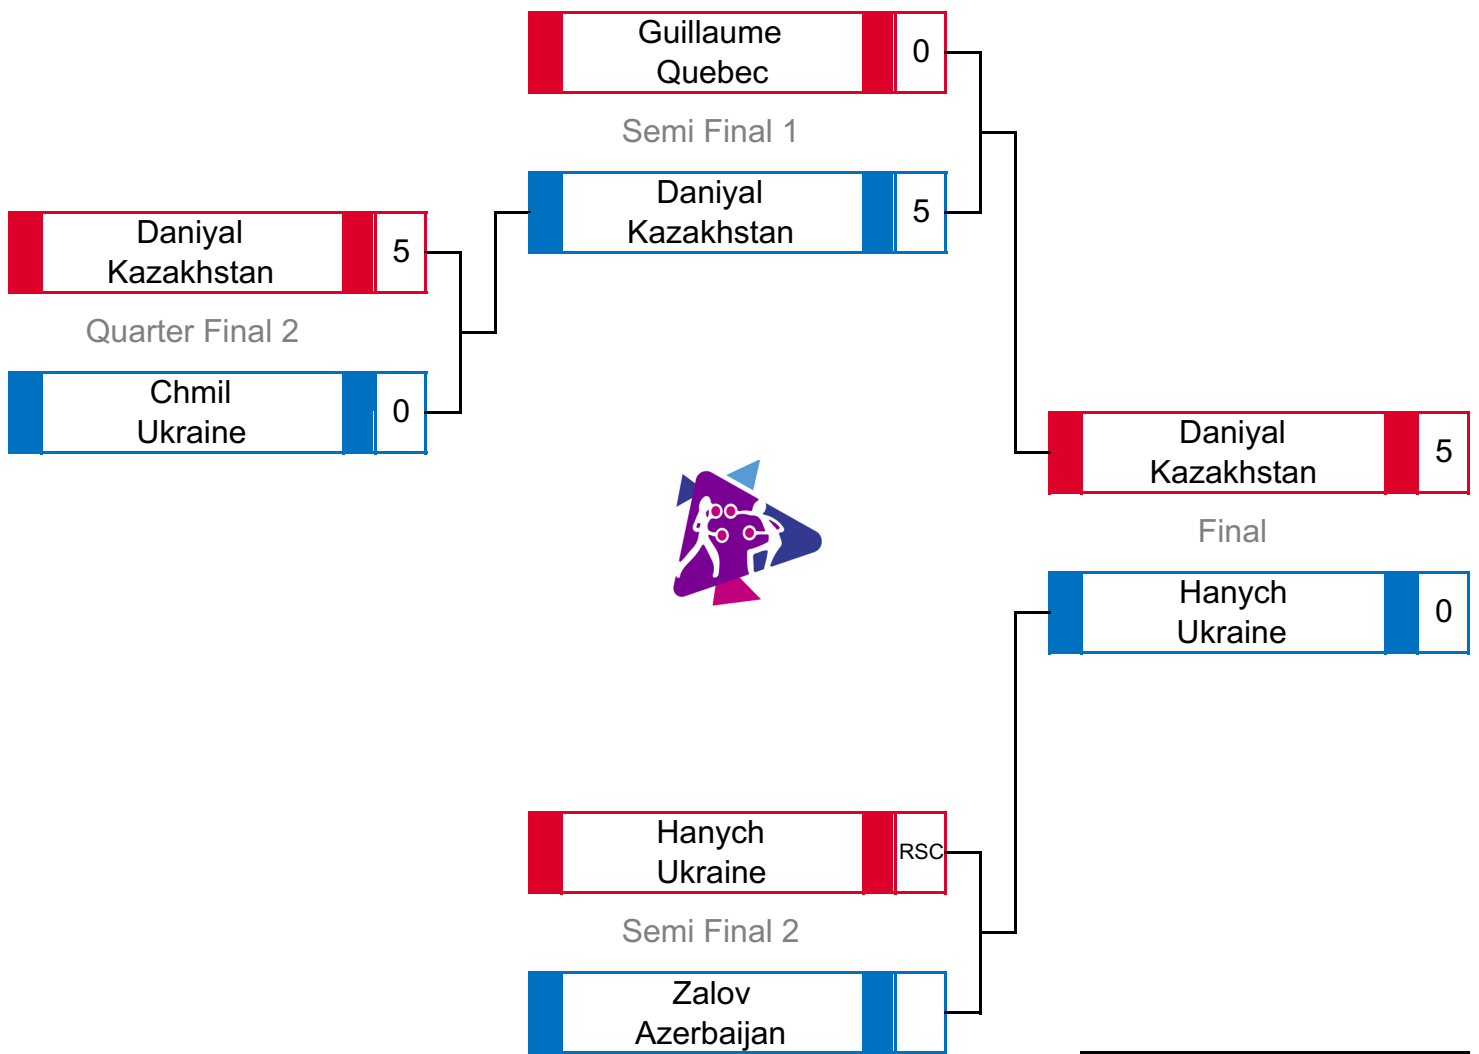 Guillaume
Quebec
0
Semi Final 1
Daniyal
Kazakhstan
5
Daniyal
Kazakhstan
5
Quarter Final 2
Chmil
Ukraine
0
Daniyal
Kazakhstan
5
Final
Hanych
Ukraine
0
Hanych
Ukraine
RSC
Semi Final 2
Zalov
Azerbaijan